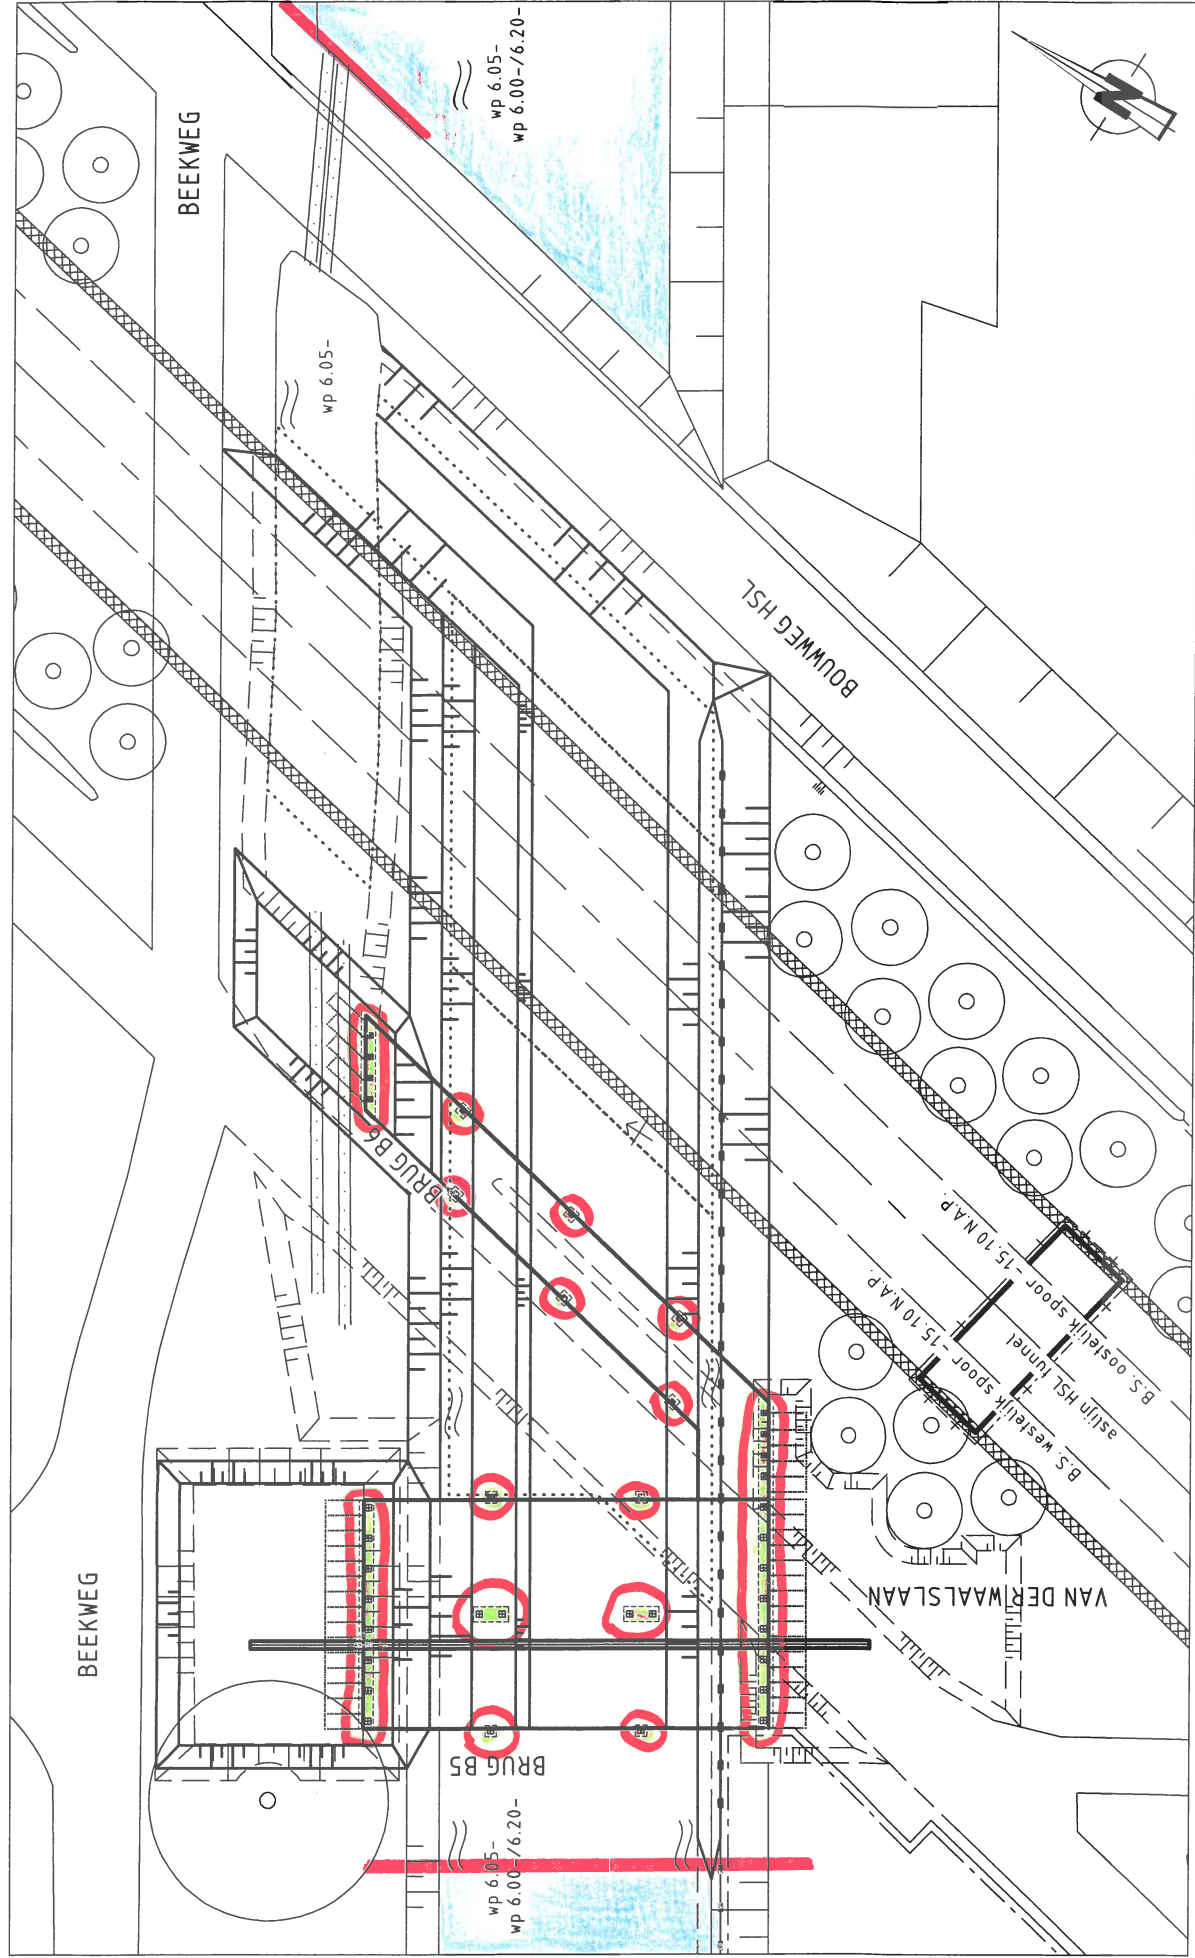 BEEKWEG
wp 6.05-
wp 6.00-/6.20-
N
wp 6.05-
BOUWWEG HSL
BRUG B6
B.S. westelijk spoor -15.10 N.A.P.
aslijn HSL tunnel
B.S. oostelijk spoor -15.10 N.A.P.
BEEKWEG
VAN DER WAALSLAAN
BRUG B5
wp 6.05-
wp 6.00-/6.20-